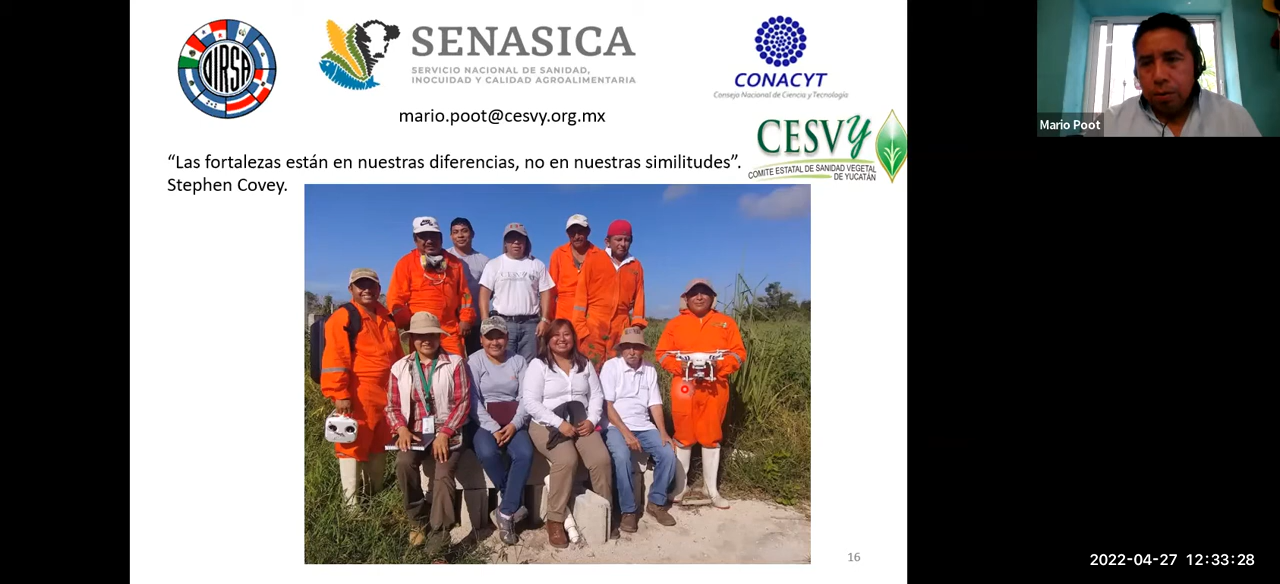 OIRSA
SENASICA
SERVICIO NACIONAL DE SANIDAD,
INOCUIDAD Y CALIDAD AGROALIMENTARIA
CONACYT
Consejo Nacional de Ciencia y Tecnología
mario.poot@cesvy.org.mx
CESVy
COMITE ESTATAL DE SANIDAD VEGETAL
DE YUCATÁN
“Las fortalezas están en nuestras diferencias, no en nuestras similitudes”.
Stephen Covey.
CESVy
Mario Poot
16
2022-04-27 12:33:28